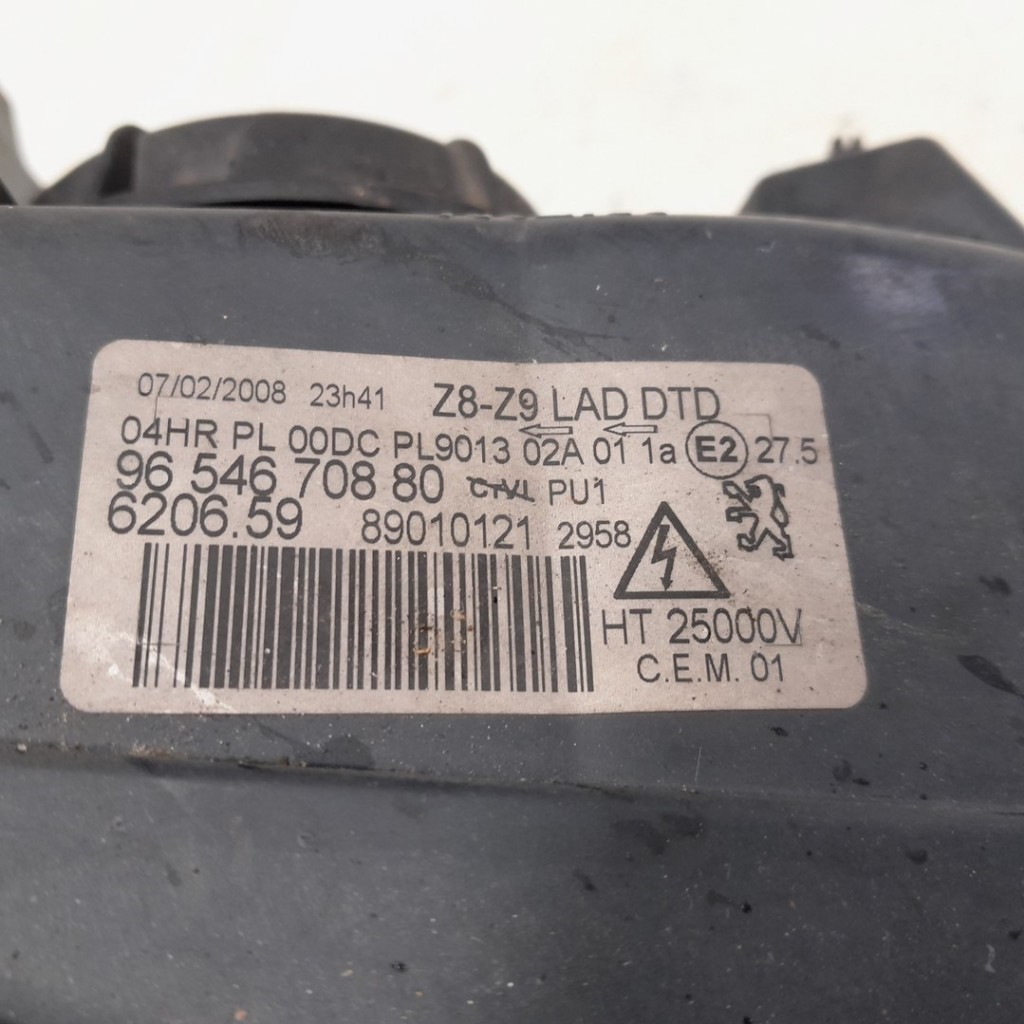 07/02/2008 23h41 Z8-Z9 LAD DTD
04HR PL 00DC PL9013 02A 01 1a E2 27.5
96 546 708 80 PU1
6206.59 89010121 2958
HT 25000V
C.E.M. 01